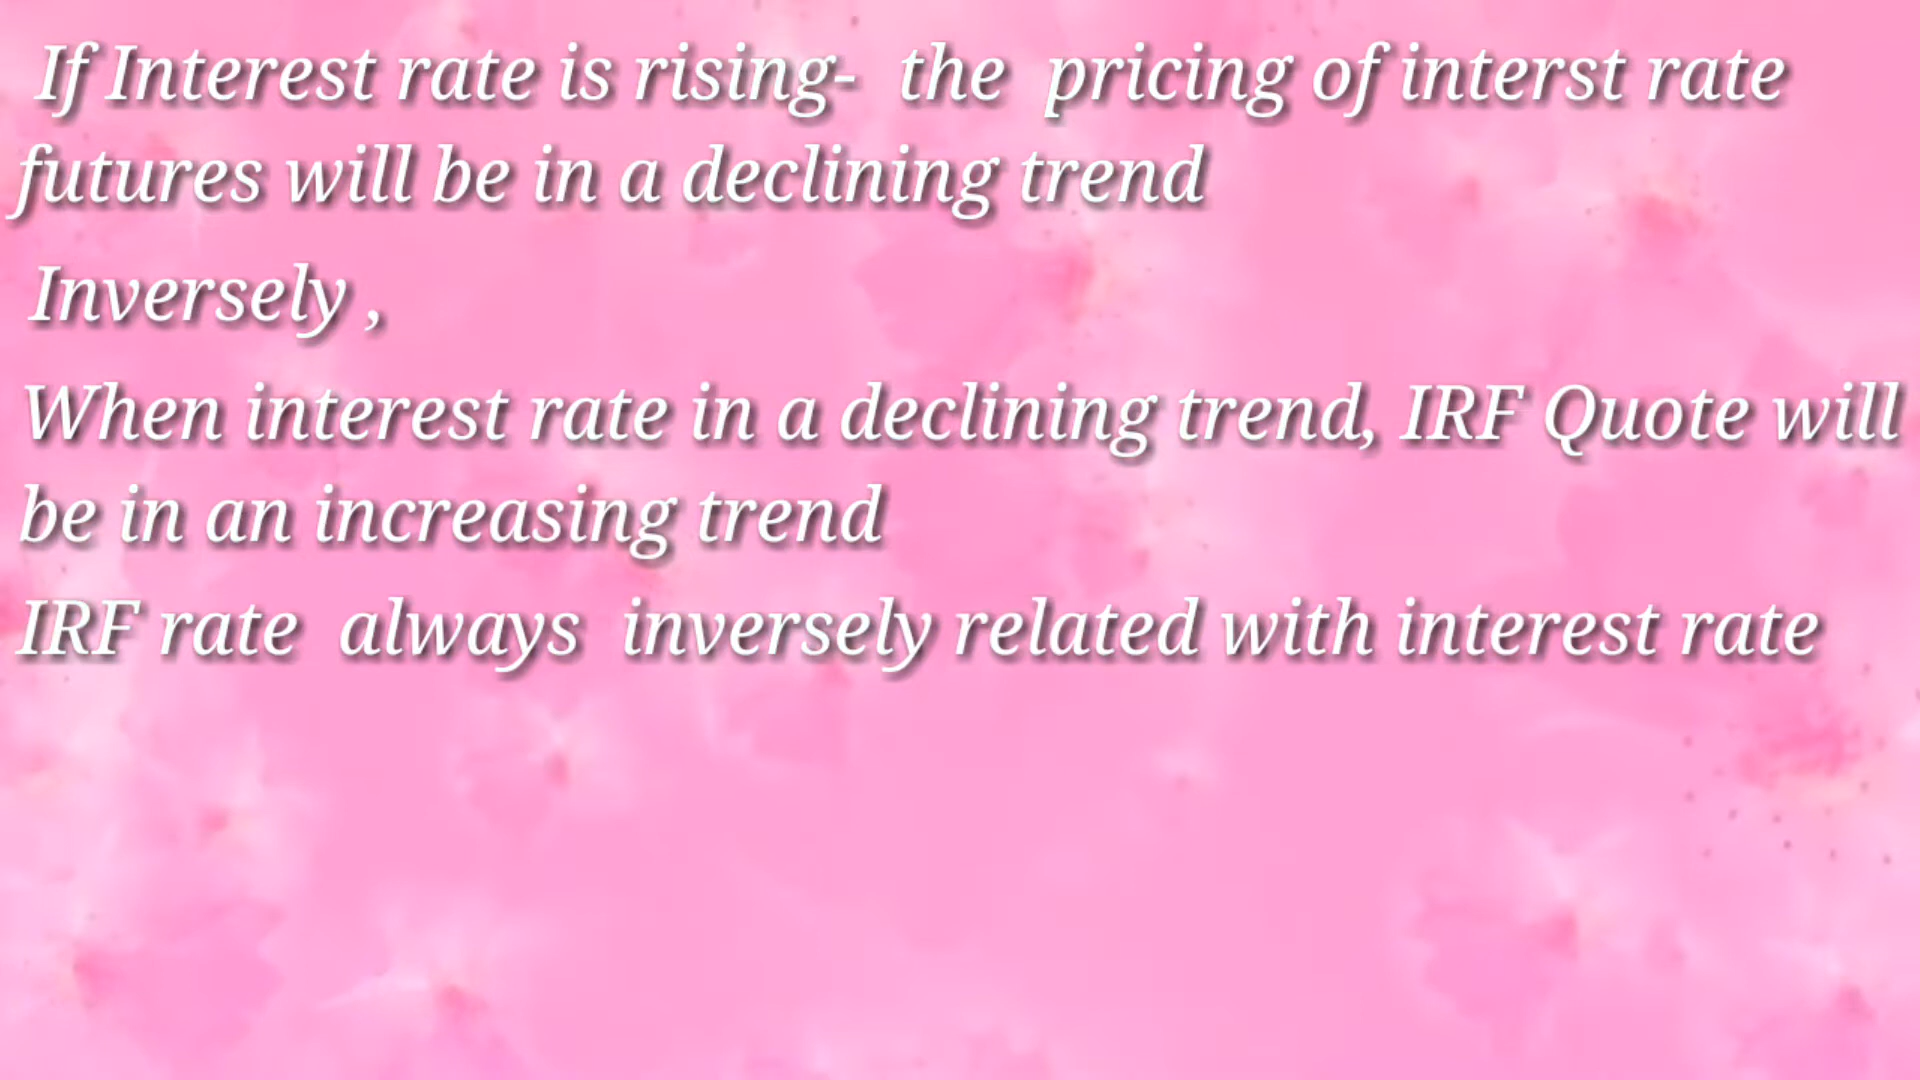 If Interest rate is rising-  the  pricing of interst rate
futures will be in a declining trend
Inversely ,
When interest rate in a declining trend, IRF Quote will
be in an increasing trend
IRF rate  always  inversely related with interest rate